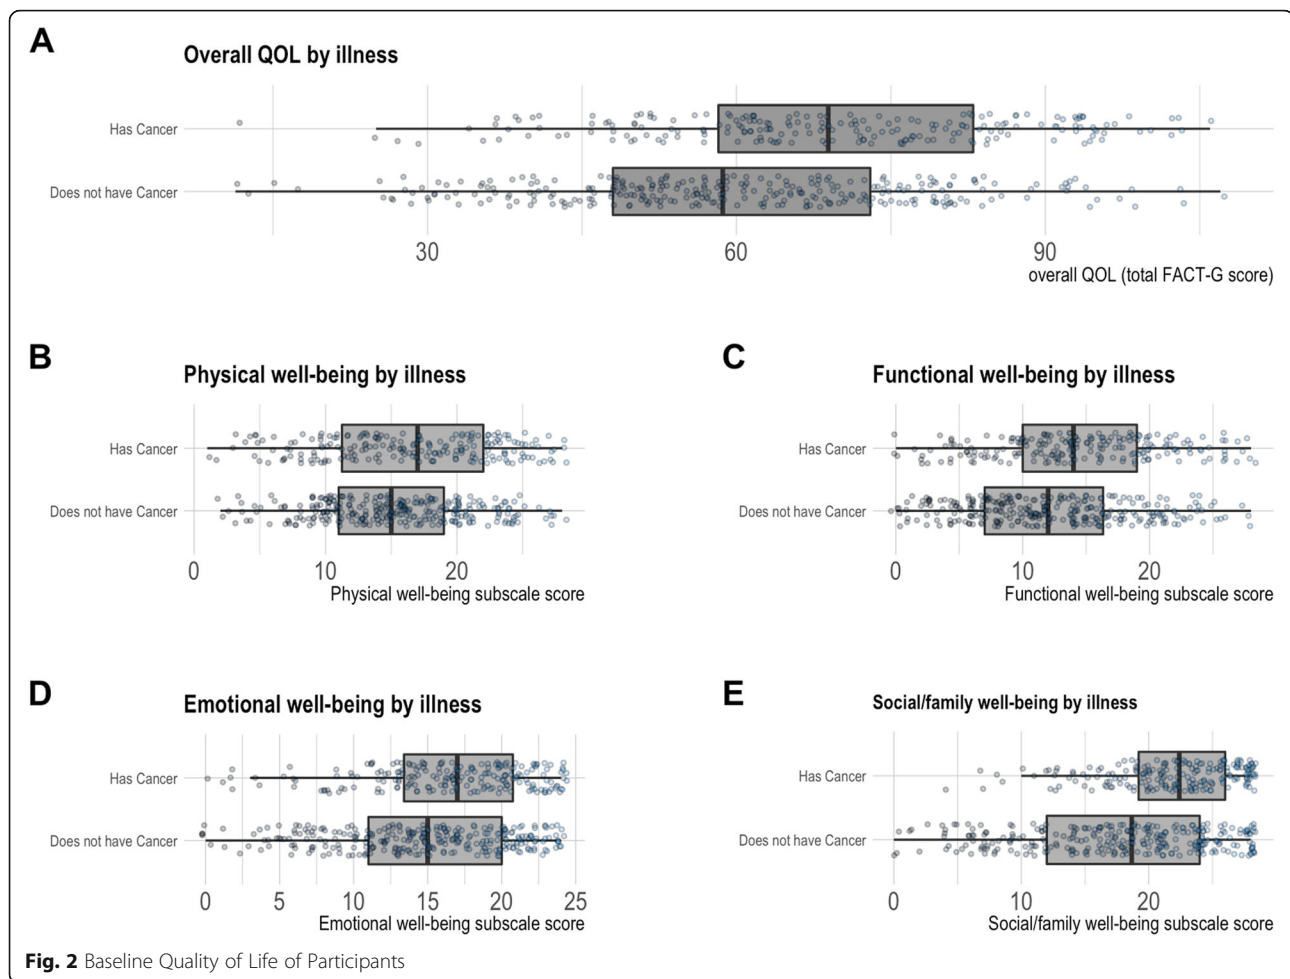 A
Overall QOL by illness
Has Cancer
Does not have Cancer
30 60 90
overall QOL (total FACT-G score)
B
Physical well-being by illness
Has Cancer
Does not have Cancer
0 10 20
Physical well-being subscale score
C
Functional well-being by illness
Has Cancer
Does not have Cancer
0 10 20
Functional well-being subscale score
D
Emotional well-being by illness
Has Cancer
Does not have Cancer
0 5 10 15 20 25
Emotional well-being subscale score
E
Social/family well-being by illness
Has Cancer
Does not have Cancer
0 10 20
Social/family well-being subscale score
Fig. 2 Baseline Quality of Life of Participants